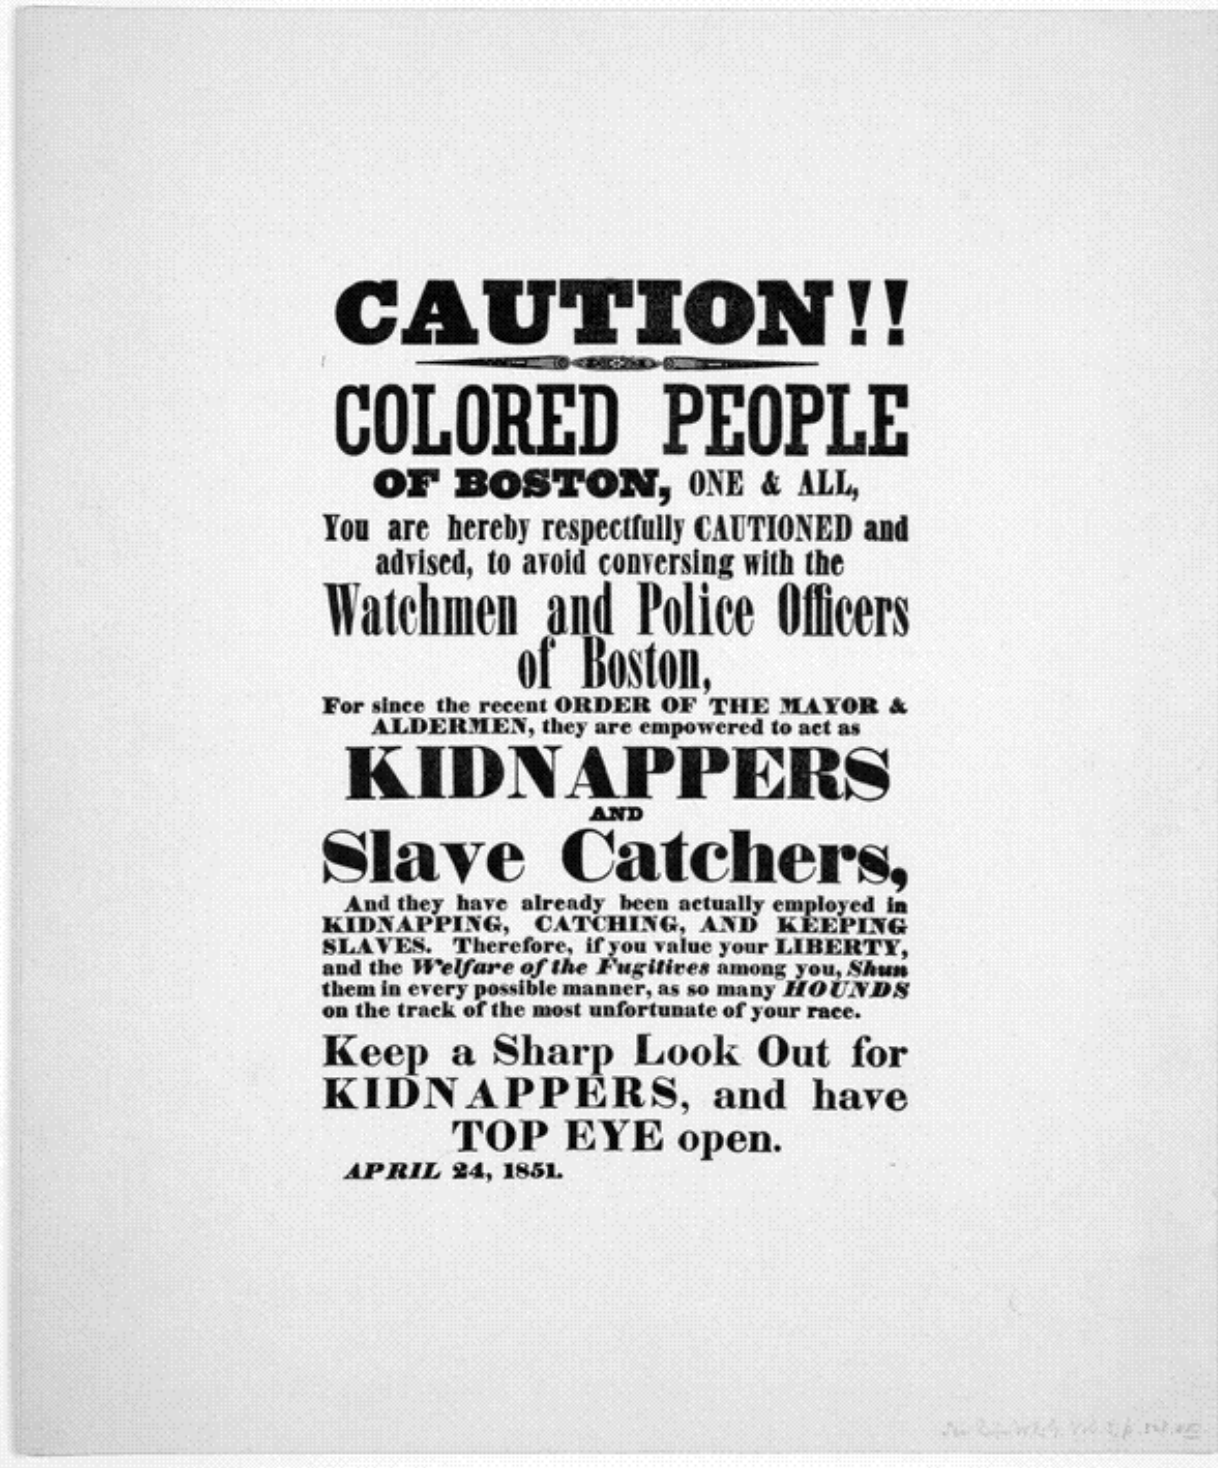 CAUTION!!
COLORED PEOPLE
OF BOSTON, ONE & ALL,
You are hereby respectfully CAUTIONED and
advised, to avoid conversing with the
Watchmen and Police Officers
of Boston,
For since the recent ORDER OF THE MAYOR &
ALDERMEN, they are empowered to act as
KIDNAPPERS
AND
Slave Catchers,
And they have already been actually employed in
KIDNAPPING, CATCHING, AND KEEPING
SLAVES. Therefore, if you value your LIBERTY,
and the Welfare of the Fugitives among you, Shun
them in every possible manner, as so many HOUNDS
on the track of the most unfortunate of your race.
Keep a Sharp Look Out for
KIDNAPPERS, and have
TOP EYE open.
APRIL 24, 1851.